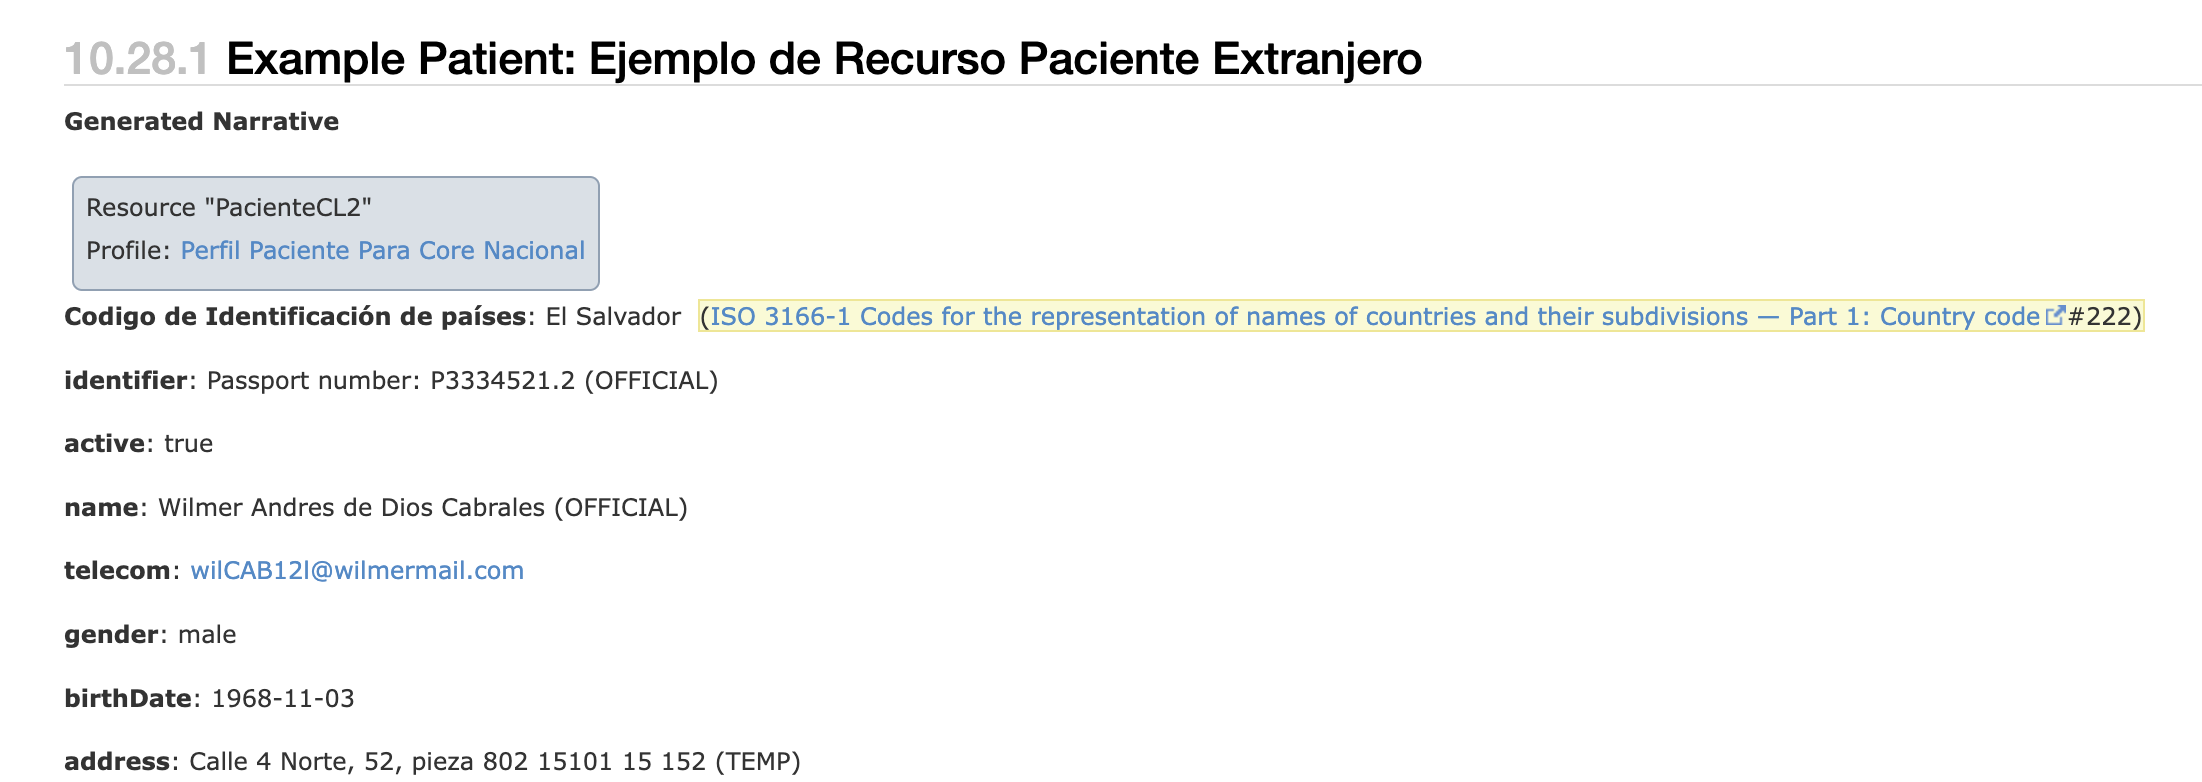 10.28.1 Example Patient: Ejemplo de Recurso Paciente Extranjero
Generated Narrative
Resource "PacienteCL2"
Profile: Perfil Paciente Para Core Nacional
Codigo de Identificación de países: El Salvador (ISO 3166-1 Codes for the representation of names of countries and their subdivisions — Part 1: Country code #222)
identifier: Passport number: P3334521.2 (OFFICIAL)
active: true
name: Wilmer Andres de Dios Cabrales (OFFICIAL)
telecom: wilCAB12l@wilmermail.com
gender: male
birthDate: 1968-11-03
address: Calle 4 Norte, 52, pieza 802 15101 15 152 (TEMP)